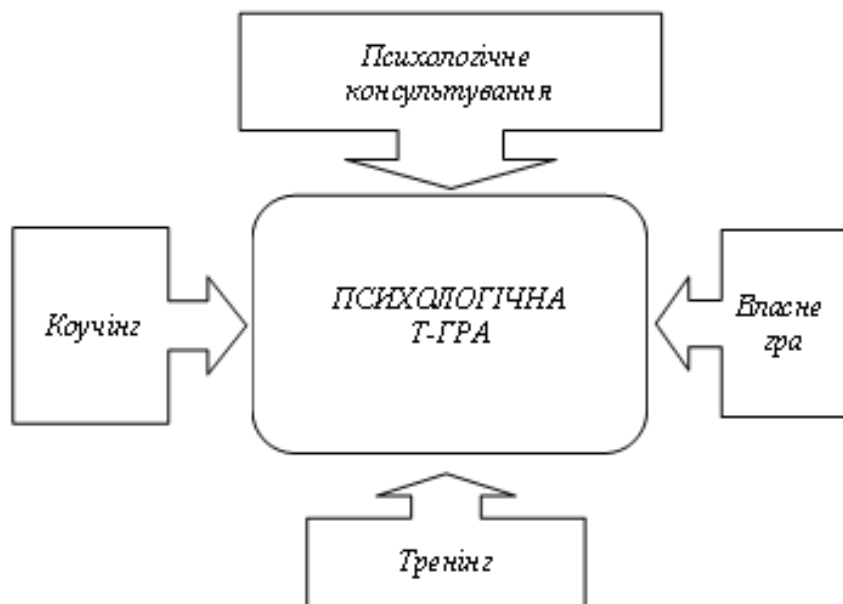 Психологічне
консультування
Коучінг
ПСИХОЛОГІЧНА
Т-ГРА
Власне
гра
Тренінг